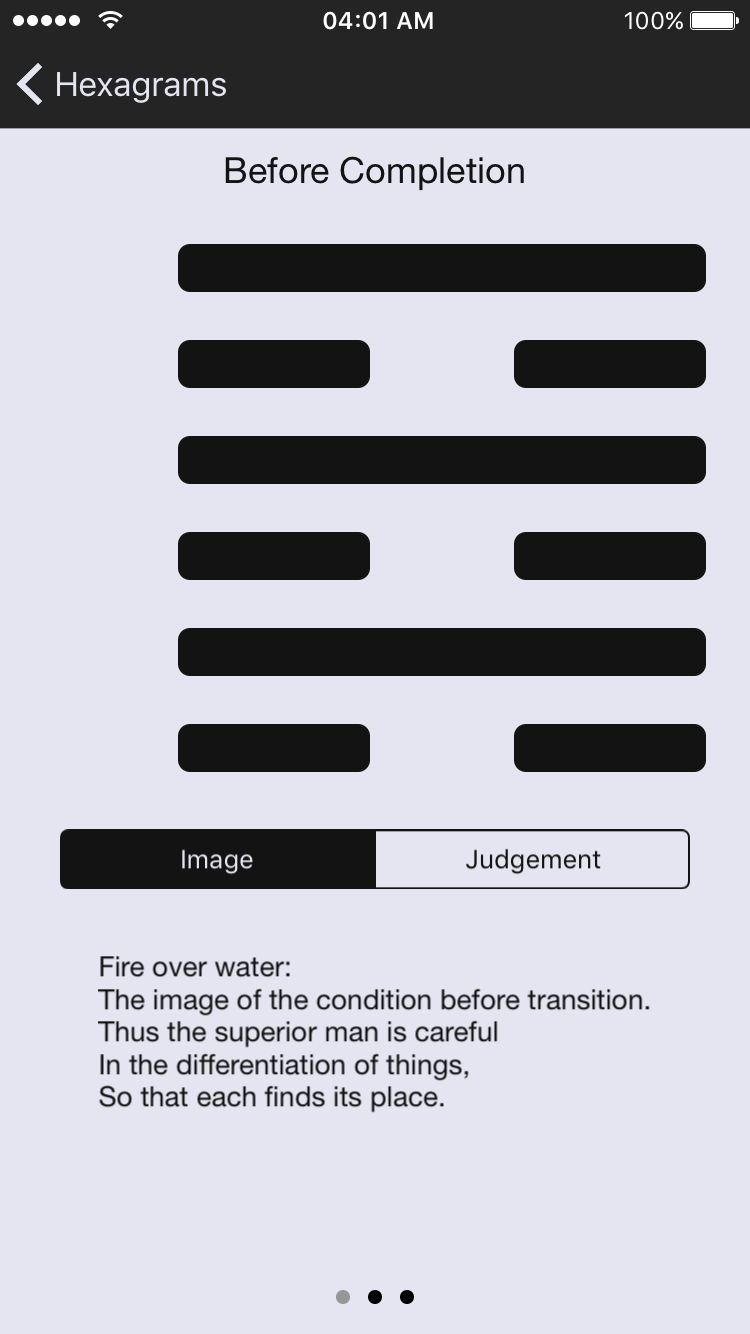 04:01 AM 100%
Hexagrams
Before Completion
Image Judgement
Fire over water:
The image of the condition before transition.
Thus the superior man is careful
In the differentiation of things,
So that each finds its place.